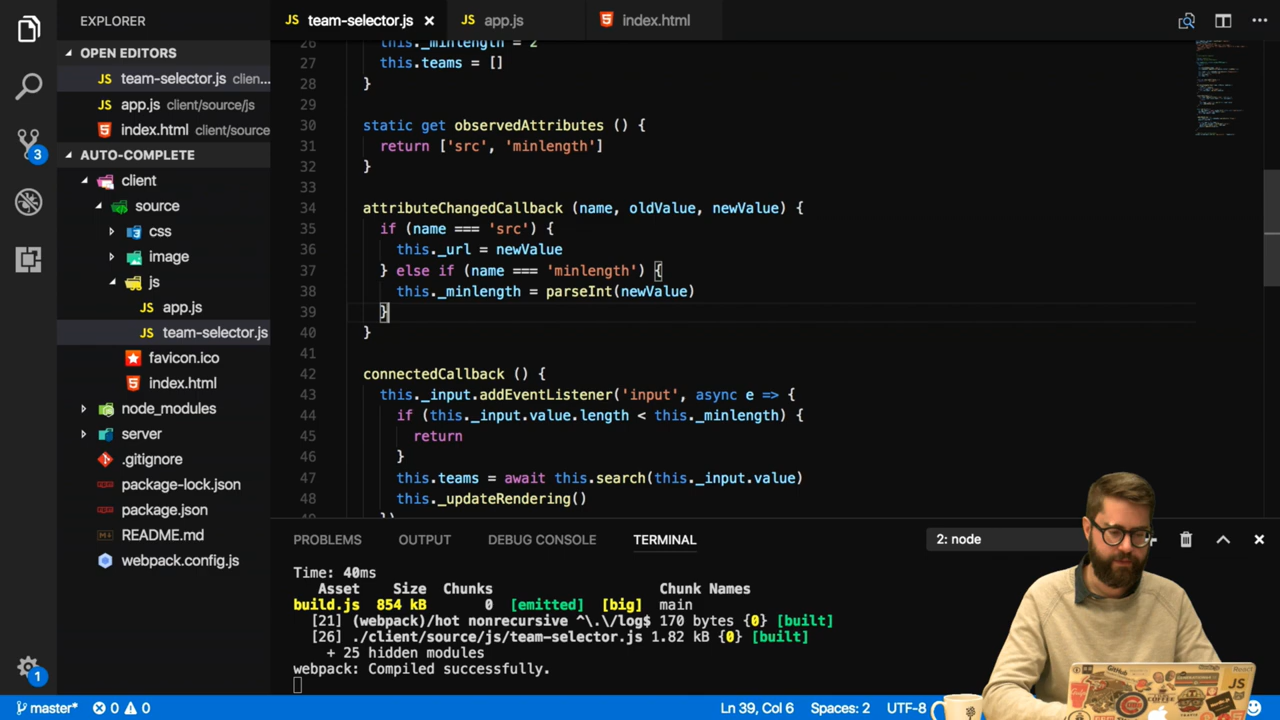 EXPLORER
OPEN EDITORS
JS team-selector.js clien...
JS app.js client/source/js
index.html client/source
AUTO-COMPLETE
client
source
css
image
js
JS app.js
JS team-selector.js
favicon.ico
index.html
node_modules
server
.gitignore
package-lock.json
package.json
README.md
webpack.config.js
3
1
JS team-selector.js ×
JS app.js
index.html
26 this._minlength = 2
27 this.teams = []
28 }
29
30 static get observedAttributes () {
31 return ['src', 'minlength']
32 }
33
34 attributeChangedCallback (name, oldValue, newValue) {
35 if (name === 'src') {
36 this._url = newValue
37 } else if (name === 'minlength') {
38 this._minlength = parseInt(newValue)
39 }
40 }
41
42 connectedCallback () {
43 this._input.addEventListener('input', async e => {
44 if (this._input.value.length < this._minlength) {
45 return
46 }
47 this.teams = await this.search(this._input.value)
48 this._updateRendering()
})
PROBLEMS OUTPUT DEBUG CONSOLE TERMINAL 2: node
Time: 40ms
Asset Size Chunks Chunk Names
build.js 854 kB 0 [emitted] [big] main
[21] (webpack)/hot nonrecursive ^\.\/log$ 170 bytes {0} [built]
[26] ./client/source/js/team-selector.js 1.82 kB {0} [built]
+ 25 hidden modules
webpack: Compiled successfully.
master* 0 0 Ln 39, Col 6 Spaces: 2 UTF-8
GitHub
React
JS